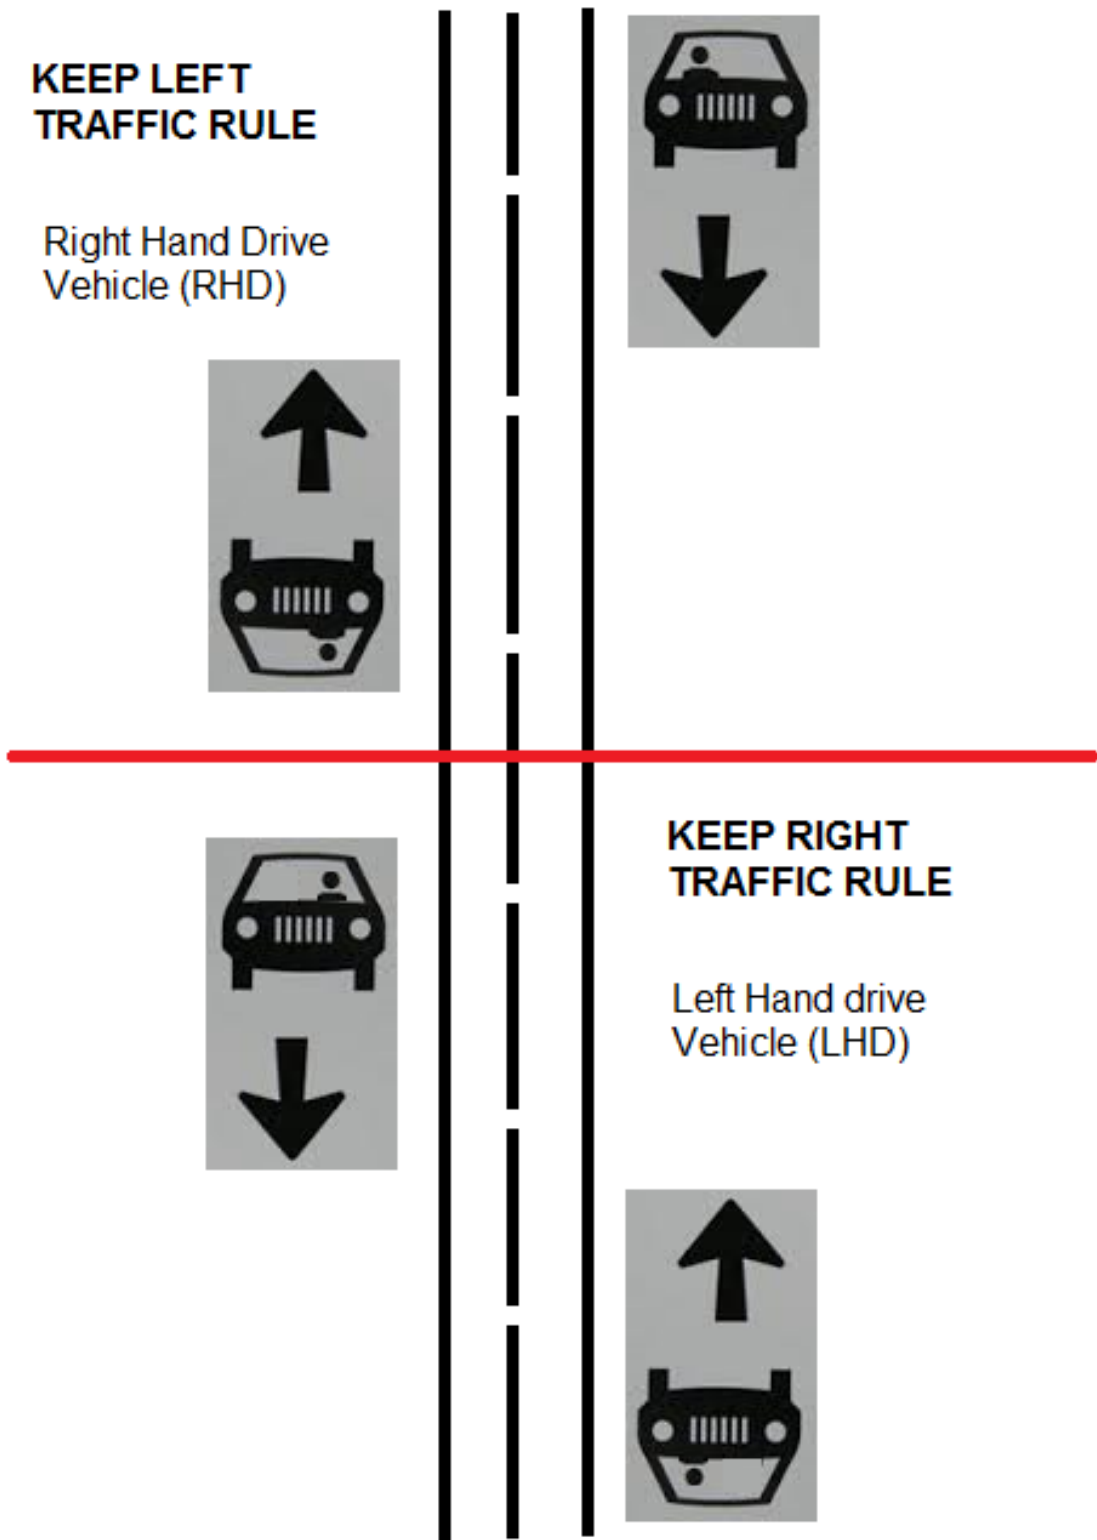 KEEP LEFT
TRAFFIC RULE
Right Hand Drive
Vehicle (RHD)
KEEP RIGHT
TRAFFIC RULE
Left Hand drive
Vehicle (LHD)